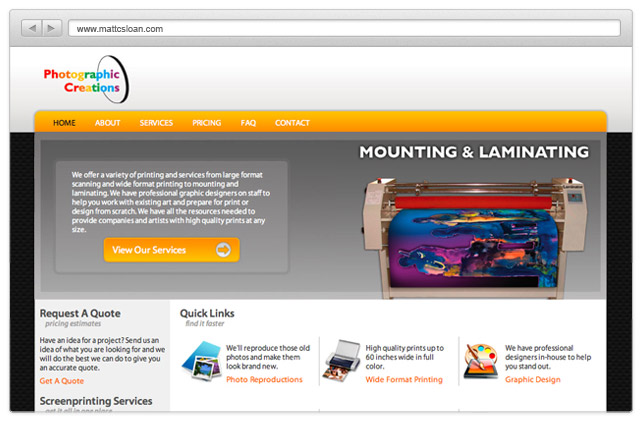 www.mattcsloan.com
Photographic
Creations
HOME ABOUT SERVICES PRICING FAQ CONTACT
MOUNTING & LAMINATING
We offer a variety of printing and services from large format
scanning and wide format printing to mounting and
laminating. We have professional graphic designers on staff to
help you work with existing art and prepare for print or
design from scratch. We have all the resources needed to
provide companies and artists with high quality prints at any
size.
View Our Services
Request A Quote
pricing estimates
Have an idea for a project? Send us an
idea of what you are looking for and we
will do the best we can do to give you
an accurate quote.
Get A Quote
Screenprinting Services
get it all in one place
Quick Links
find it faster
We'll reproduce those old
photos and make them
look brand new.
Photo Reproductions
High quality prints up to
60 inches wide in full
color.
Wide Format Printing
We have professional
designers in-house to help
you stand out.
Graphic Design